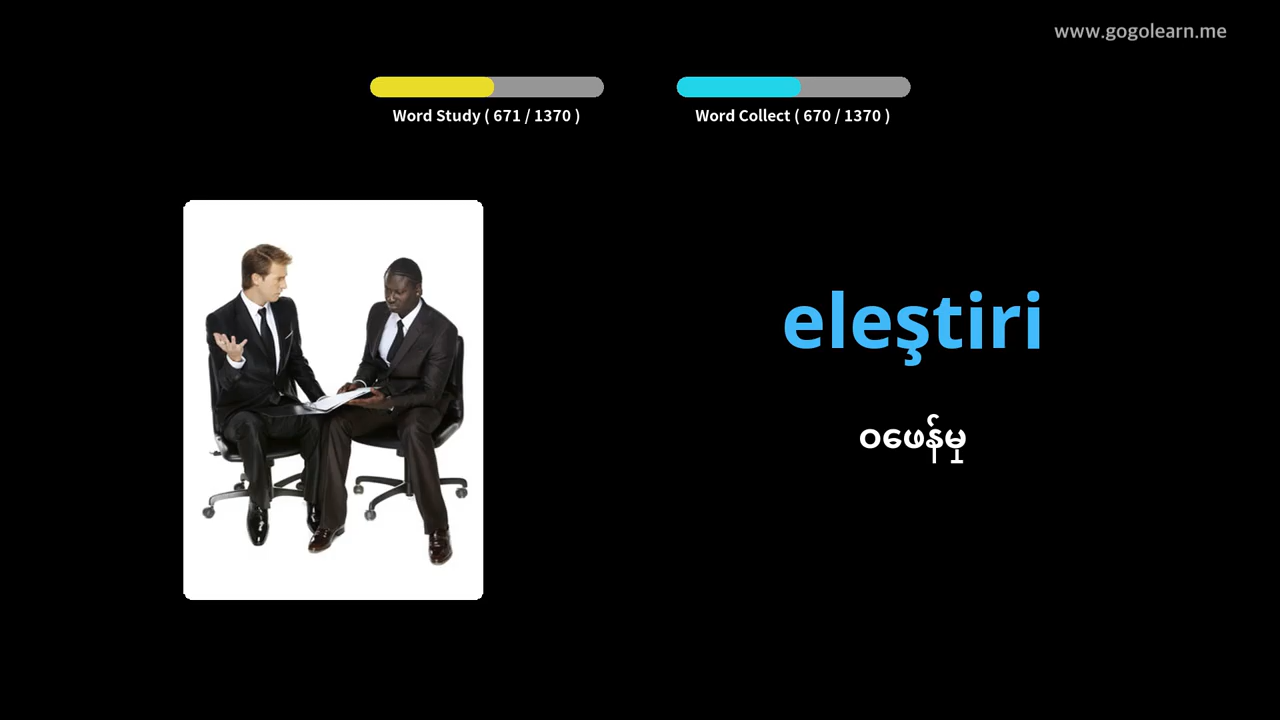 www.gogolearn.me
Word Study ( 671 / 1370 )
Word Collect ( 670 / 1370 )
eleştiri
ဝေဖန်မှု